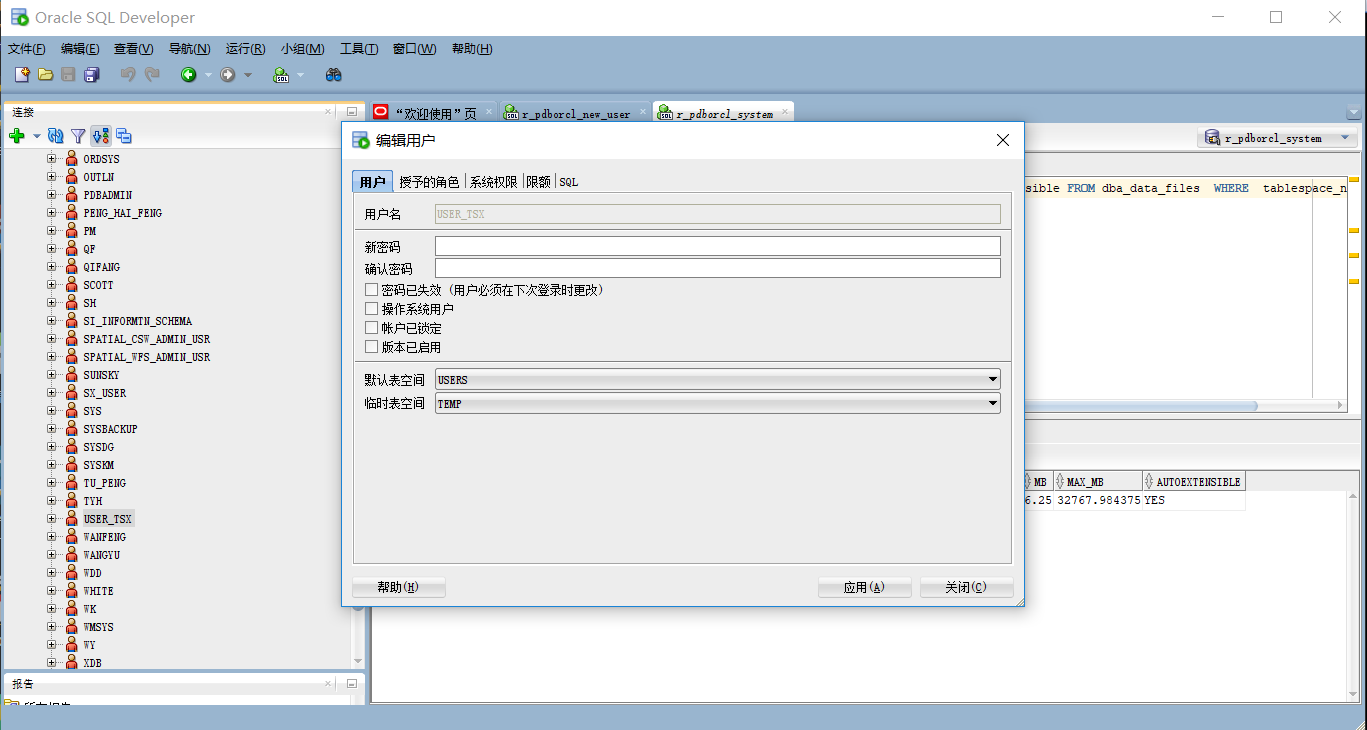 Oracle SQL Developer
文件(F) 编辑(E) 查看(V) 导航(N) 运行(R) 小组(M) 工具(T) 窗口(W) 帮助(H)
连接
“欢迎使用”页 r_pdborcl_new_user r_pdborcl_system
r_pdborcl_system
ORDSYS
OUTLN
PDBADMIN
PENG_HAI_FENG
PM
QF
QIFANG
SCOTT
SH
SI_INFORMTN_SCHEMA
SPATIAL_CSW_ADMIN_USR
SPATIAL_WFS_ADMIN_USR
SUNSKY
SX_USER
SYS
SYSBACKUP
SYSDG
SYSKM
TU_PENG
TYH
USER_TSX
WANFENG
WANGYU
WDD
WHITE
WK
WMSYS
WY
XDB
报告
编辑用户
用户 授予的角色 系统权限 限额 SQL
用户名 USER_TSX
新密码
确认密码
密码已失效 (用户必须在下次登录时更改)
操作系统用户
帐户已锁定
版本已启用
默认表空间 USERS
临时表空间 TEMP
帮助(H) 应用(A) 关闭(C)
sible FROM dba_data_files WHERE tablespace_n
MB MAX_MB AUTOEXTENSIBLE
6.25 32767.984375 YES